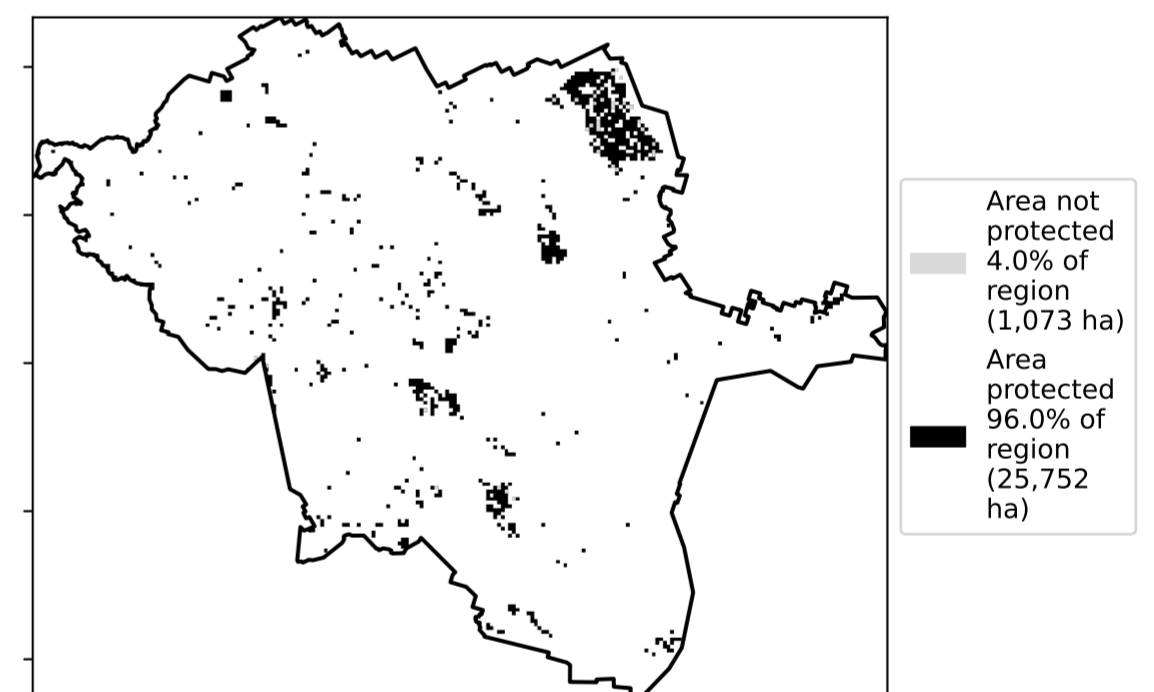 Area not
protected
4.0% of
region
(1,073 ha)
Area
protected
96.0% of
region
(25,752
ha)